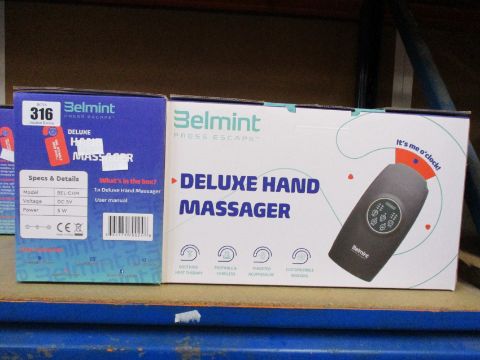 316
Belmint
PRESS ESCAPE
DELUXE
HAND
MASSAGER
Specs & Details
Model
Voltage DC 5V
Power 5 W
What's in the box?
1x Deluxe Hand Massager
User manual
Belmint
PRESS ESCAPE
DELUXE HAND
MASSAGER
It's me o'clock!
Belmint